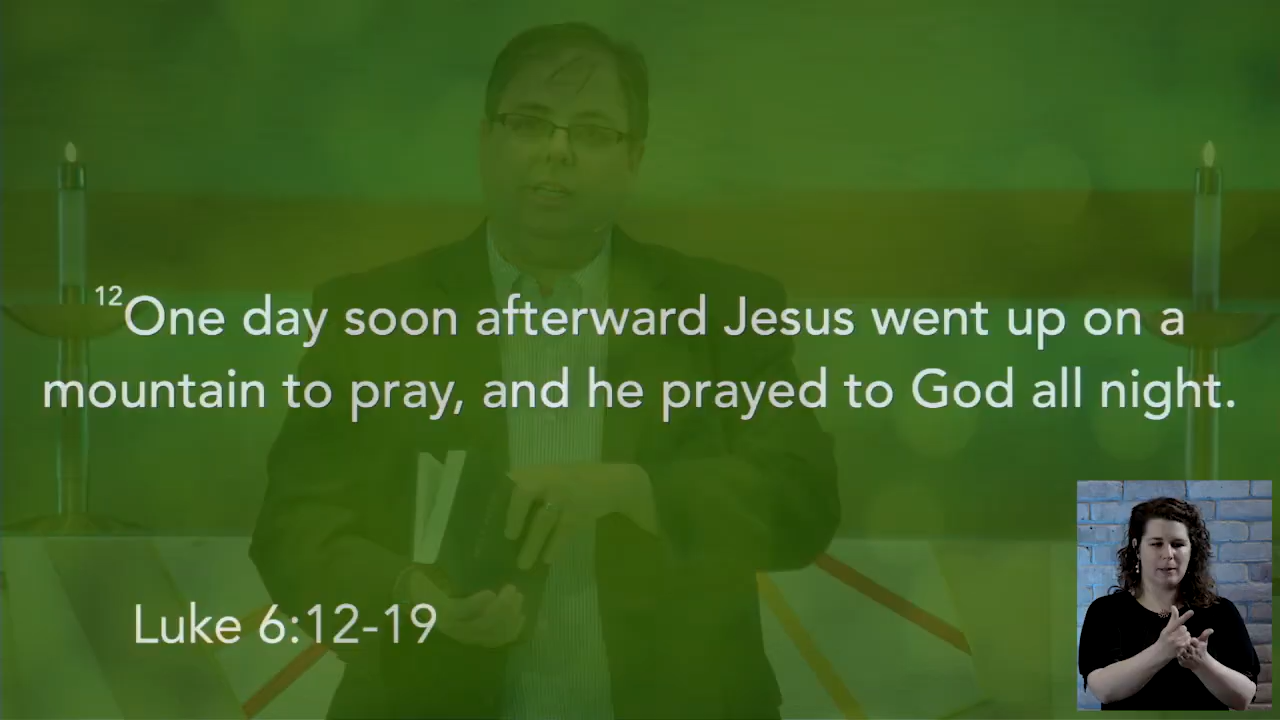 12One day soon afterward Jesus went up on a
mountain to pray, and he prayed to God all night.
Luke 6:12-19